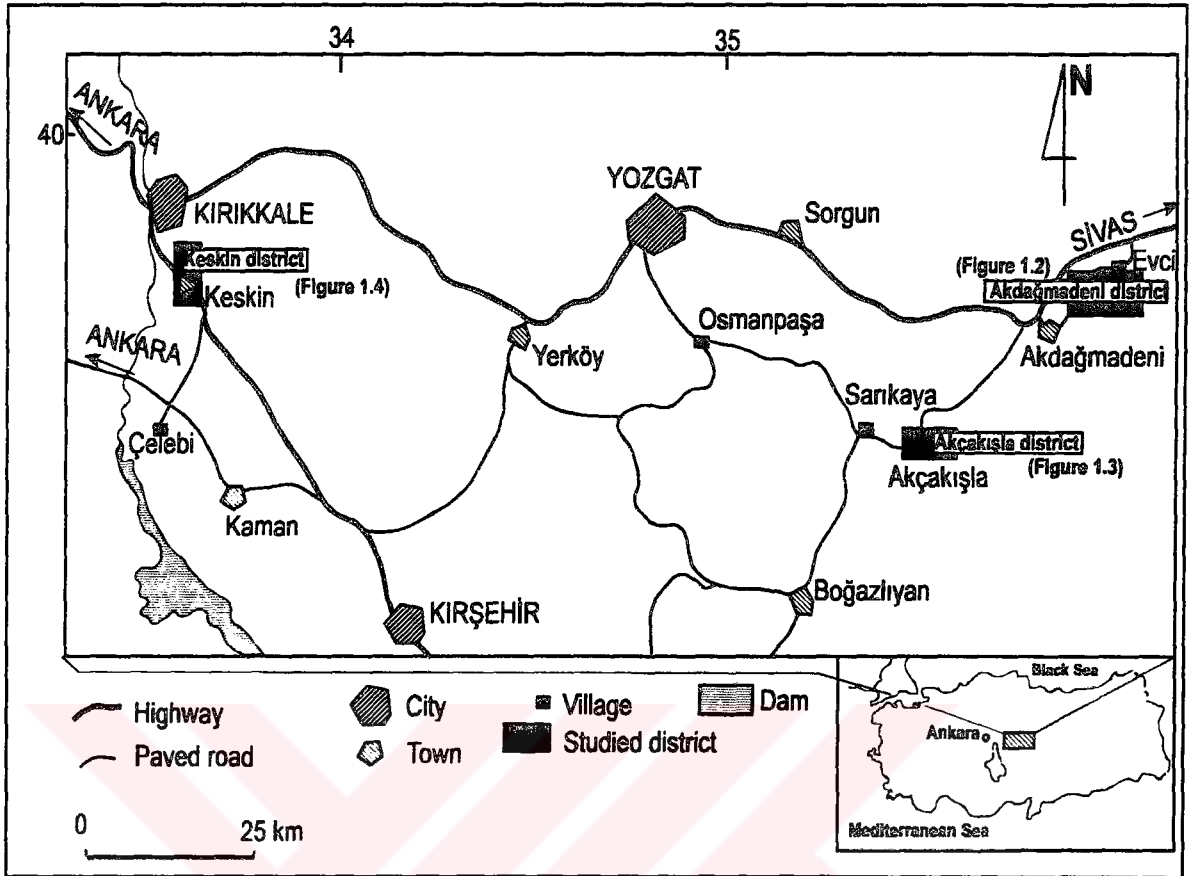 34
35
N
40
ANKARA
KIRIKKALE
Keskin district
(Figure 1.4)
Keskin
YOZGAT
Sorgun
SİVAS
Evci
(Figure 1.2)
Akdağmadeni district
Akdağmadeni
ANKARA
Yerköy
Osmanpaşa
Sarıkaya
Çelebi
Akçakışla district
(Figure 1.3)
Akçakışla
Kaman
Boğazlıyan
KIRŞEHİR
Highway
Paved road
City
Town
Village
Studied district
Dam
0 25 km
Black Sea
Ankara
Mediterranean Sea